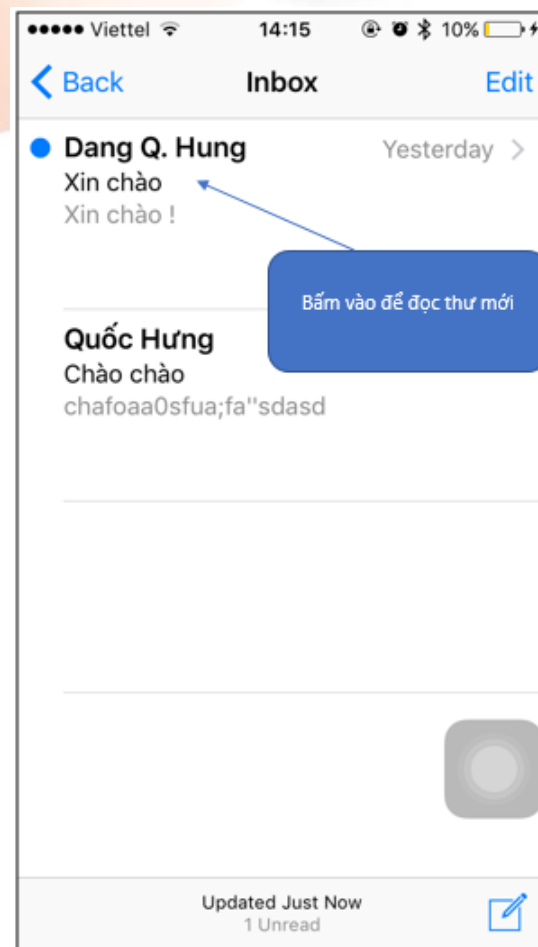 Viettel 14:15 10%
Back Inbox Edit
Dang Q. Hung Yesterday
Xin chào
Xin chào !
Bấm vào để đọc thư mới
Quốc Hưng
Chào chào
chafoaa0sfua;fa"sdasd
Updated Just Now
1 Unread